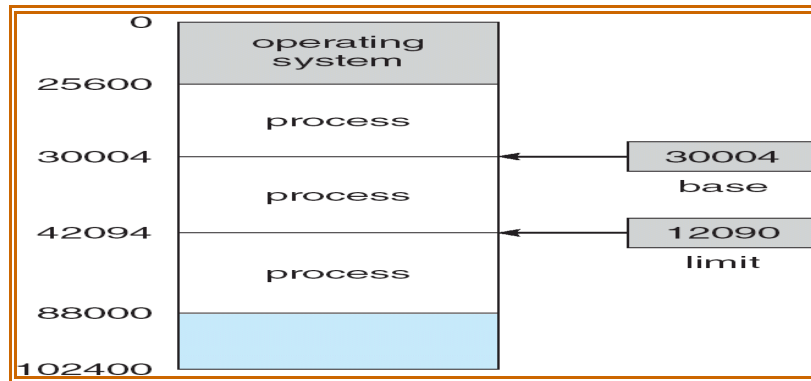 0
operating
system
25600
process
30004
30004
base
process
42094
12090
limit
process
88000
102400